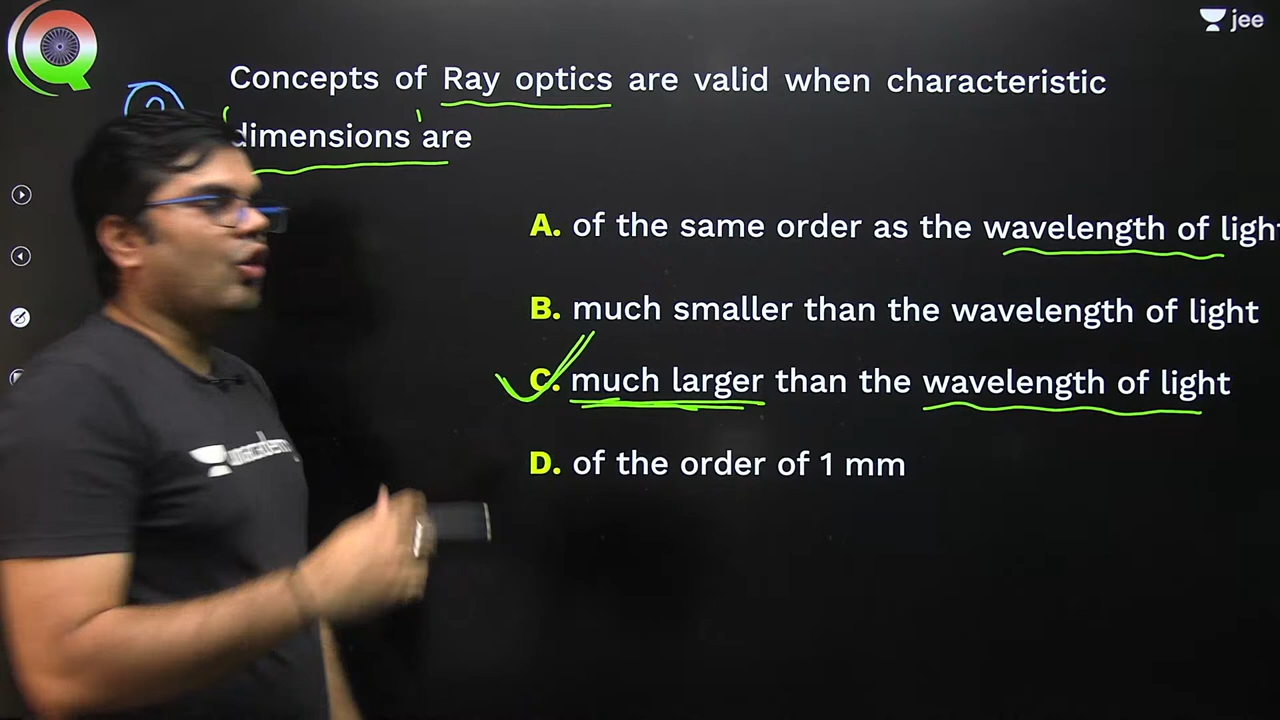 jee
Concepts of Ray optics are valid when characteristic
dimensions are
A. of the same order as the wavelength of light
B. much smaller than the wavelength of light
C. much larger than the wavelength of light
D. of the order of 1 mm